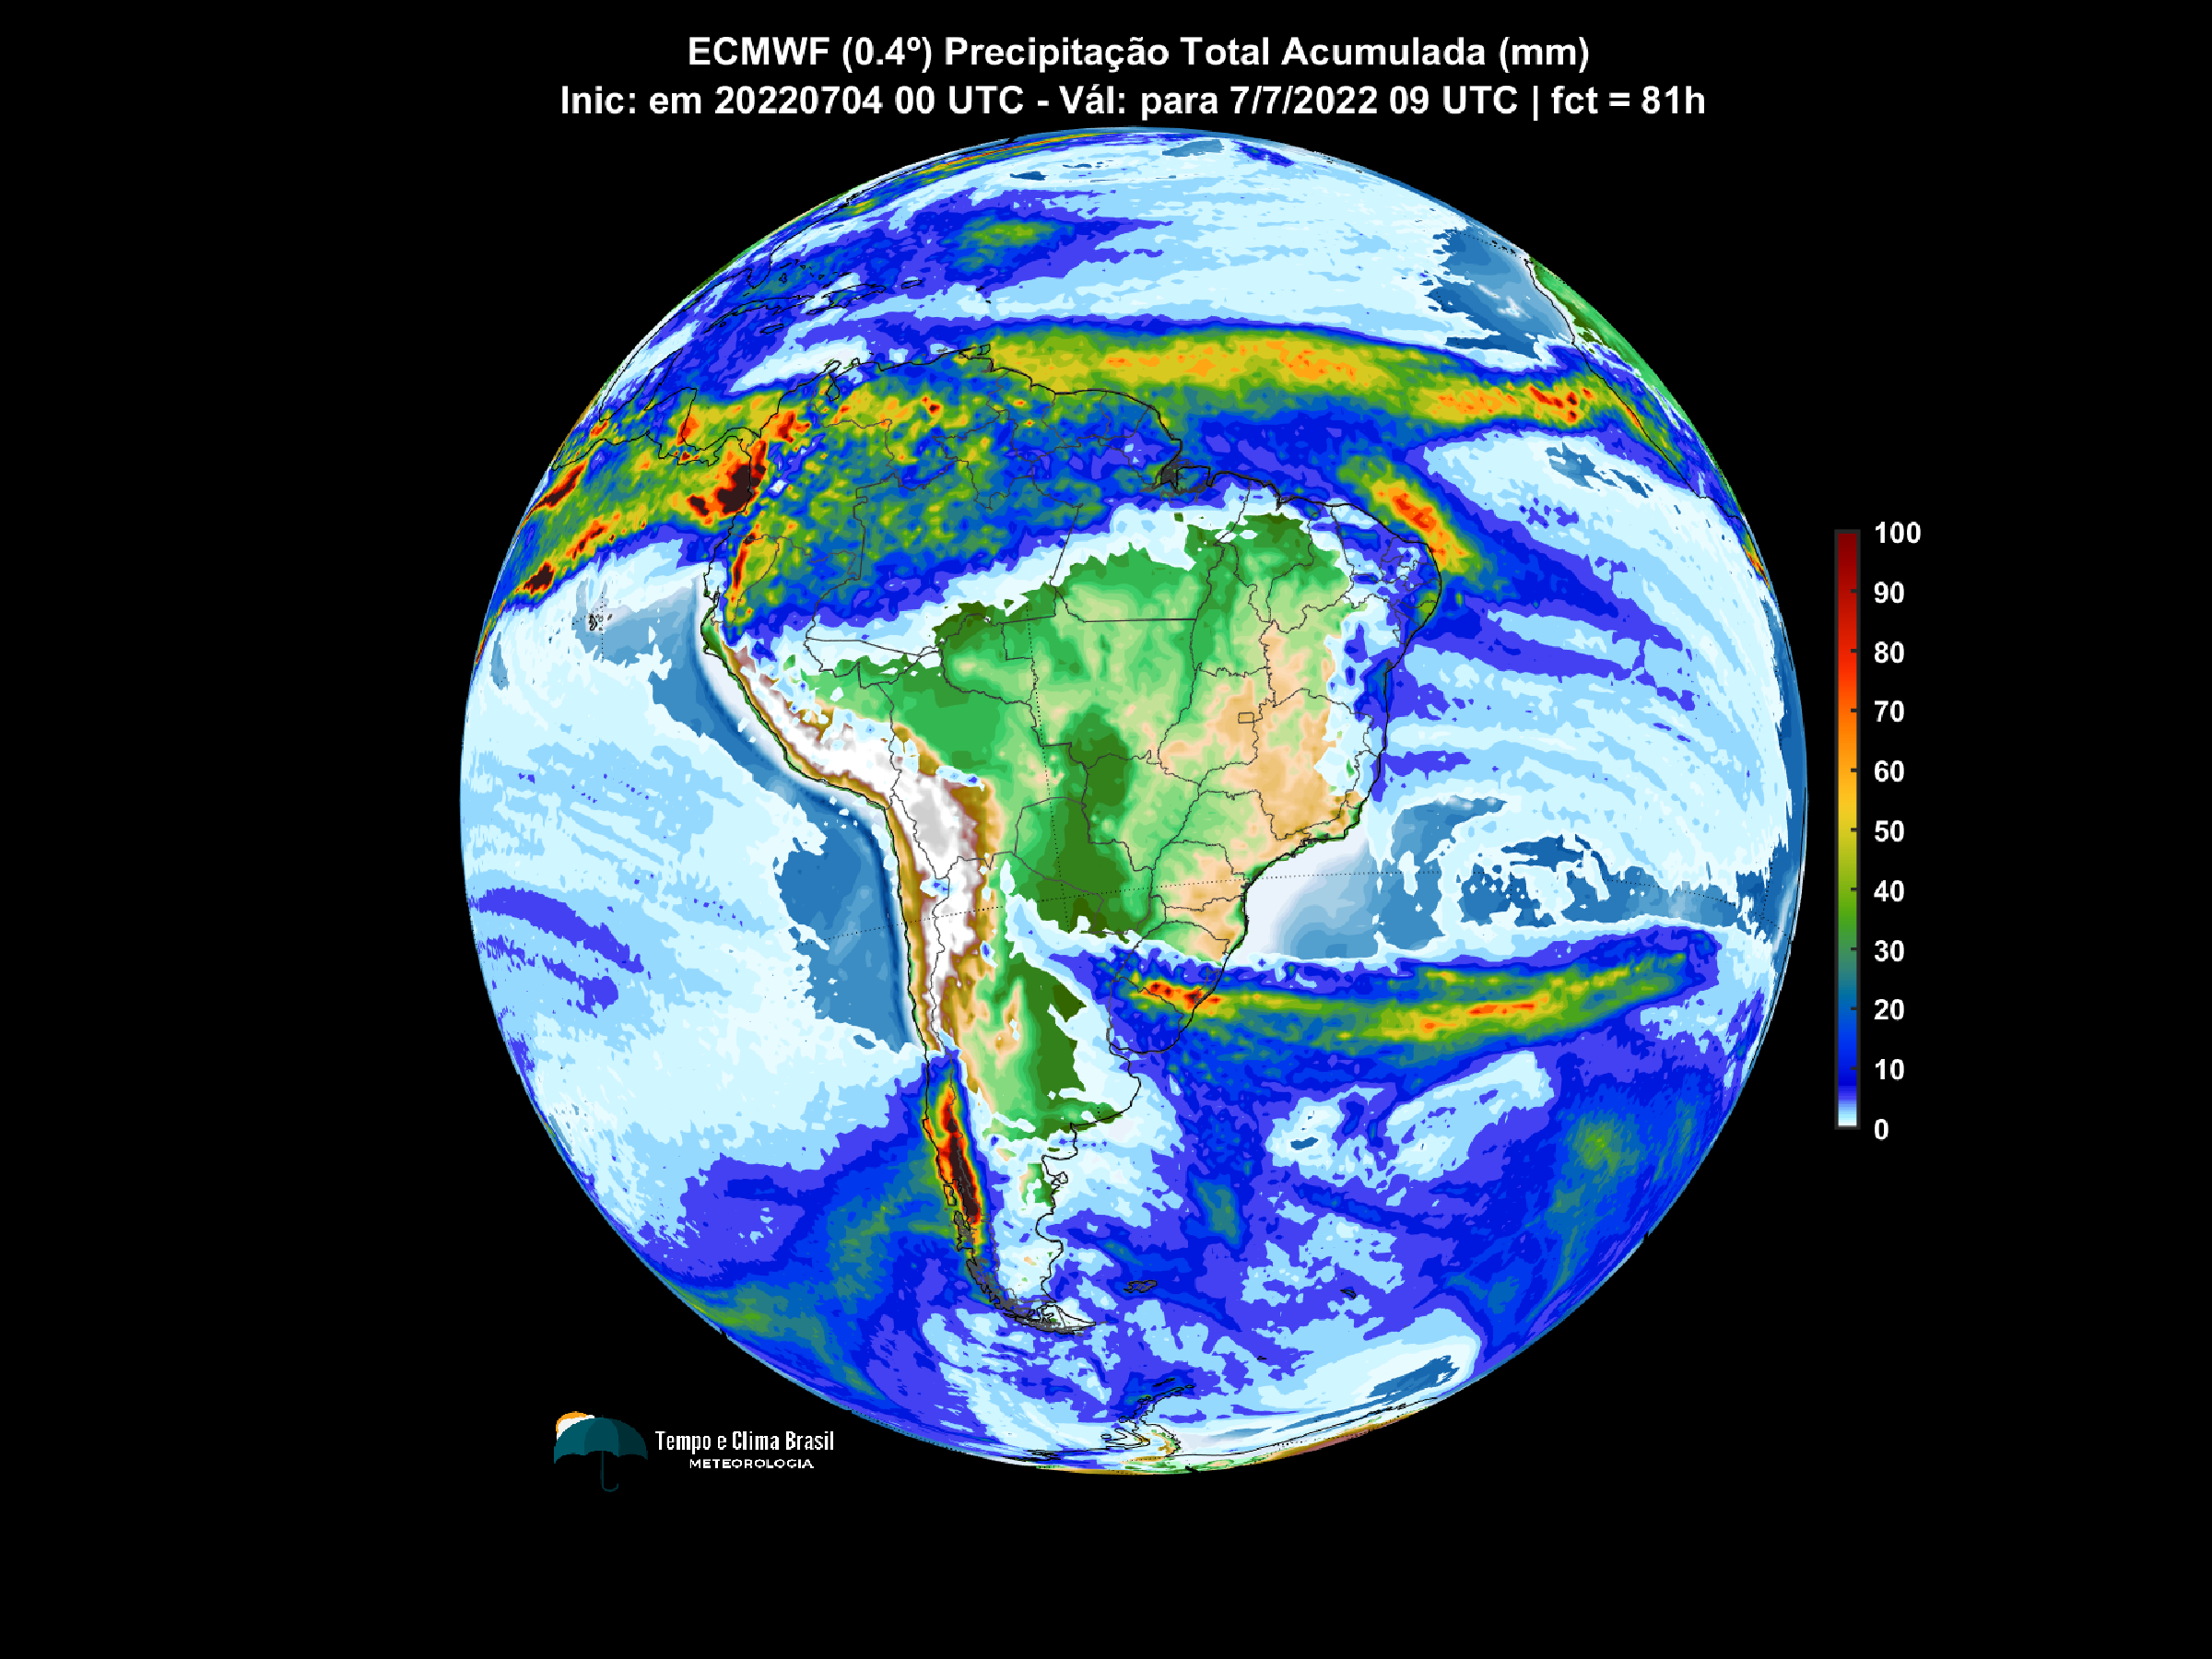 ECMWF (0.4º) Precipitação Total Acumulada (mm)
Inic: em 20220704 00 UTC - Vál: para 7/7/2022 09 UTC | fct = 81h
100
90
80
70
60
50
40
30
20
10
0
Tempo e Clima Brasil
METEOROLOGIA